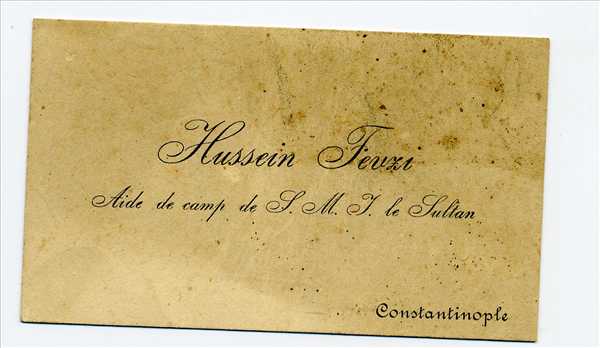 Hussein Fevzi
Aide de camp de S. M. I. le Sultan
Constantinople